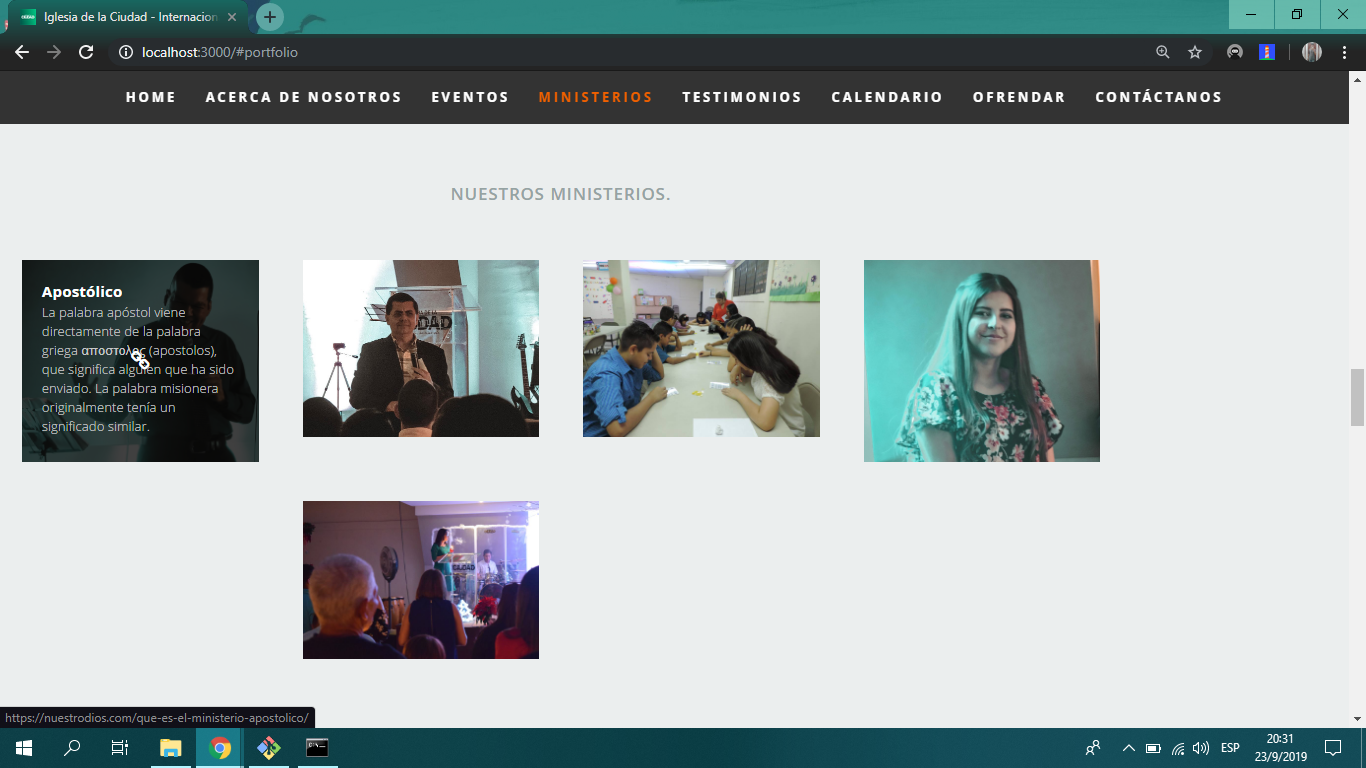 Iglesia de la Ciudad - Internacion
localhost:3000/#portfolio
HOME ACERCA DE NOSOTROS EVENTOS MINISTERIOS TESTIMONIOS CALENDARIO OFRENDAR CONTÁCTANOS
NUESTROS MINISTERIOS.
Apostólico
La palabra apóstol viene
directamente de la palabra
griega αποστολος (apostolos),
que significa alguien que ha sido
enviado. La palabra misionera
originalmente tenía un
significado similar.
https://nuestrodios.com/que-es-el-ministerio-apostolico/
ESP
20:31
23/9/2019